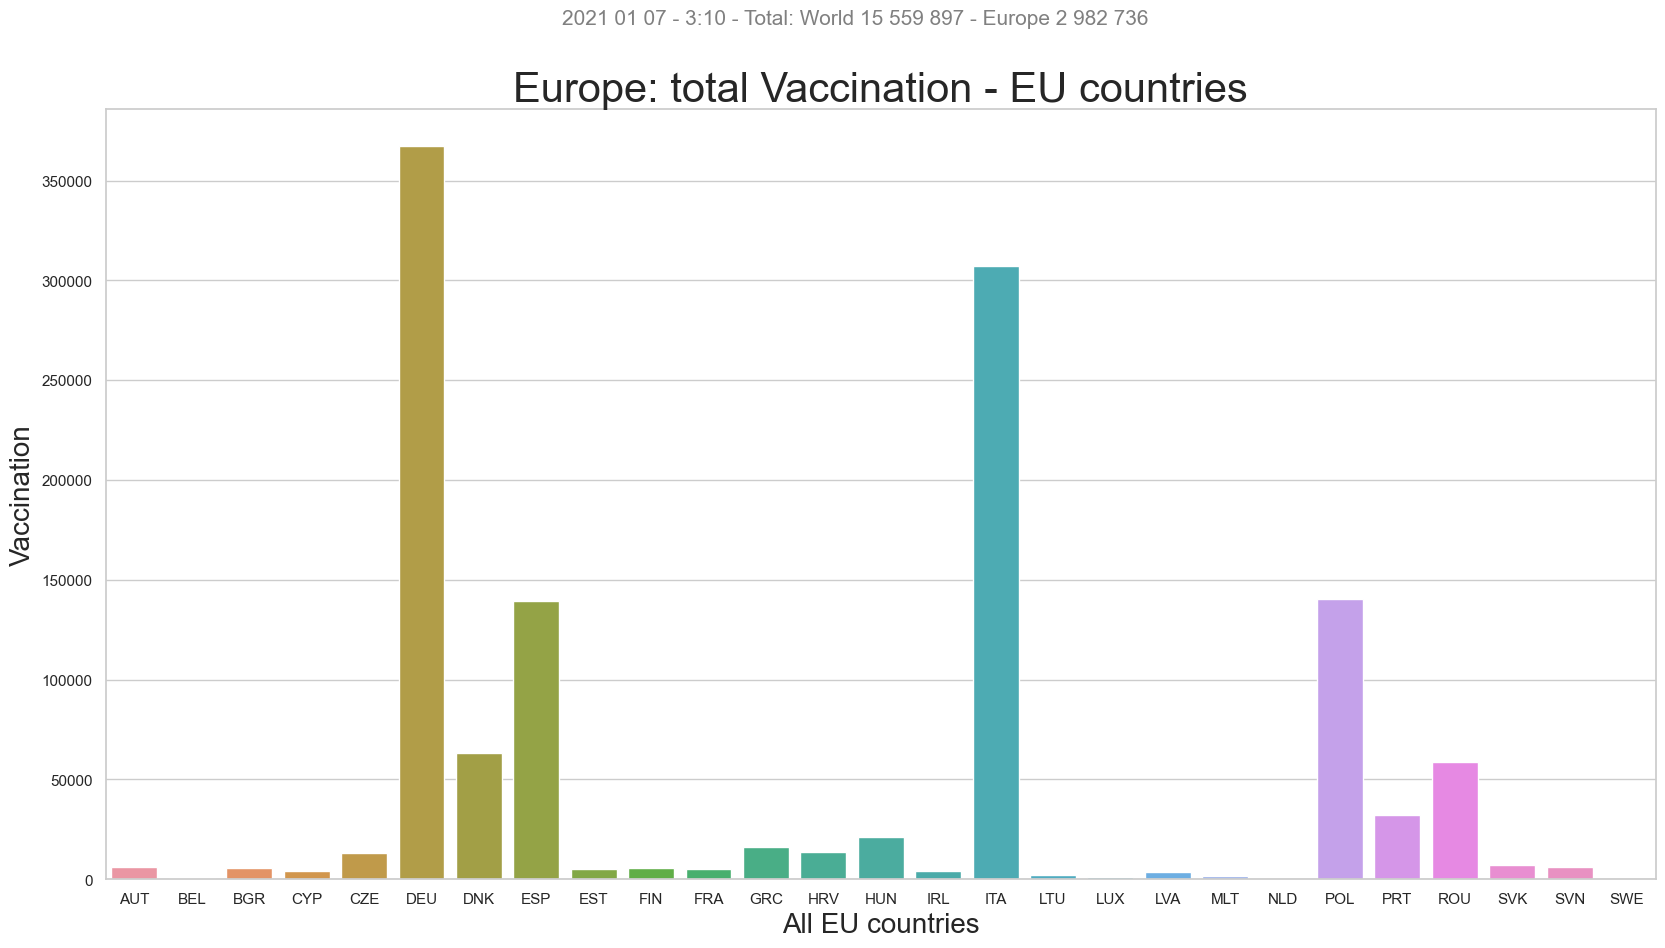 2021 01 07 - 3:10 - Total: World 15 559 897 - Europe 2 982 736
Europe: total Vaccination - EU countries
350000
300000
250000
200000
150000
100000
50000
0
Vaccination
AUT BEL BGR CYP CZE DEU DNK ESP EST FIN FRA GRC HRV HUN IRL ITA LTU LUX LVA MLT NLD POL PRT ROU SVK SVN SWE
All EU countries